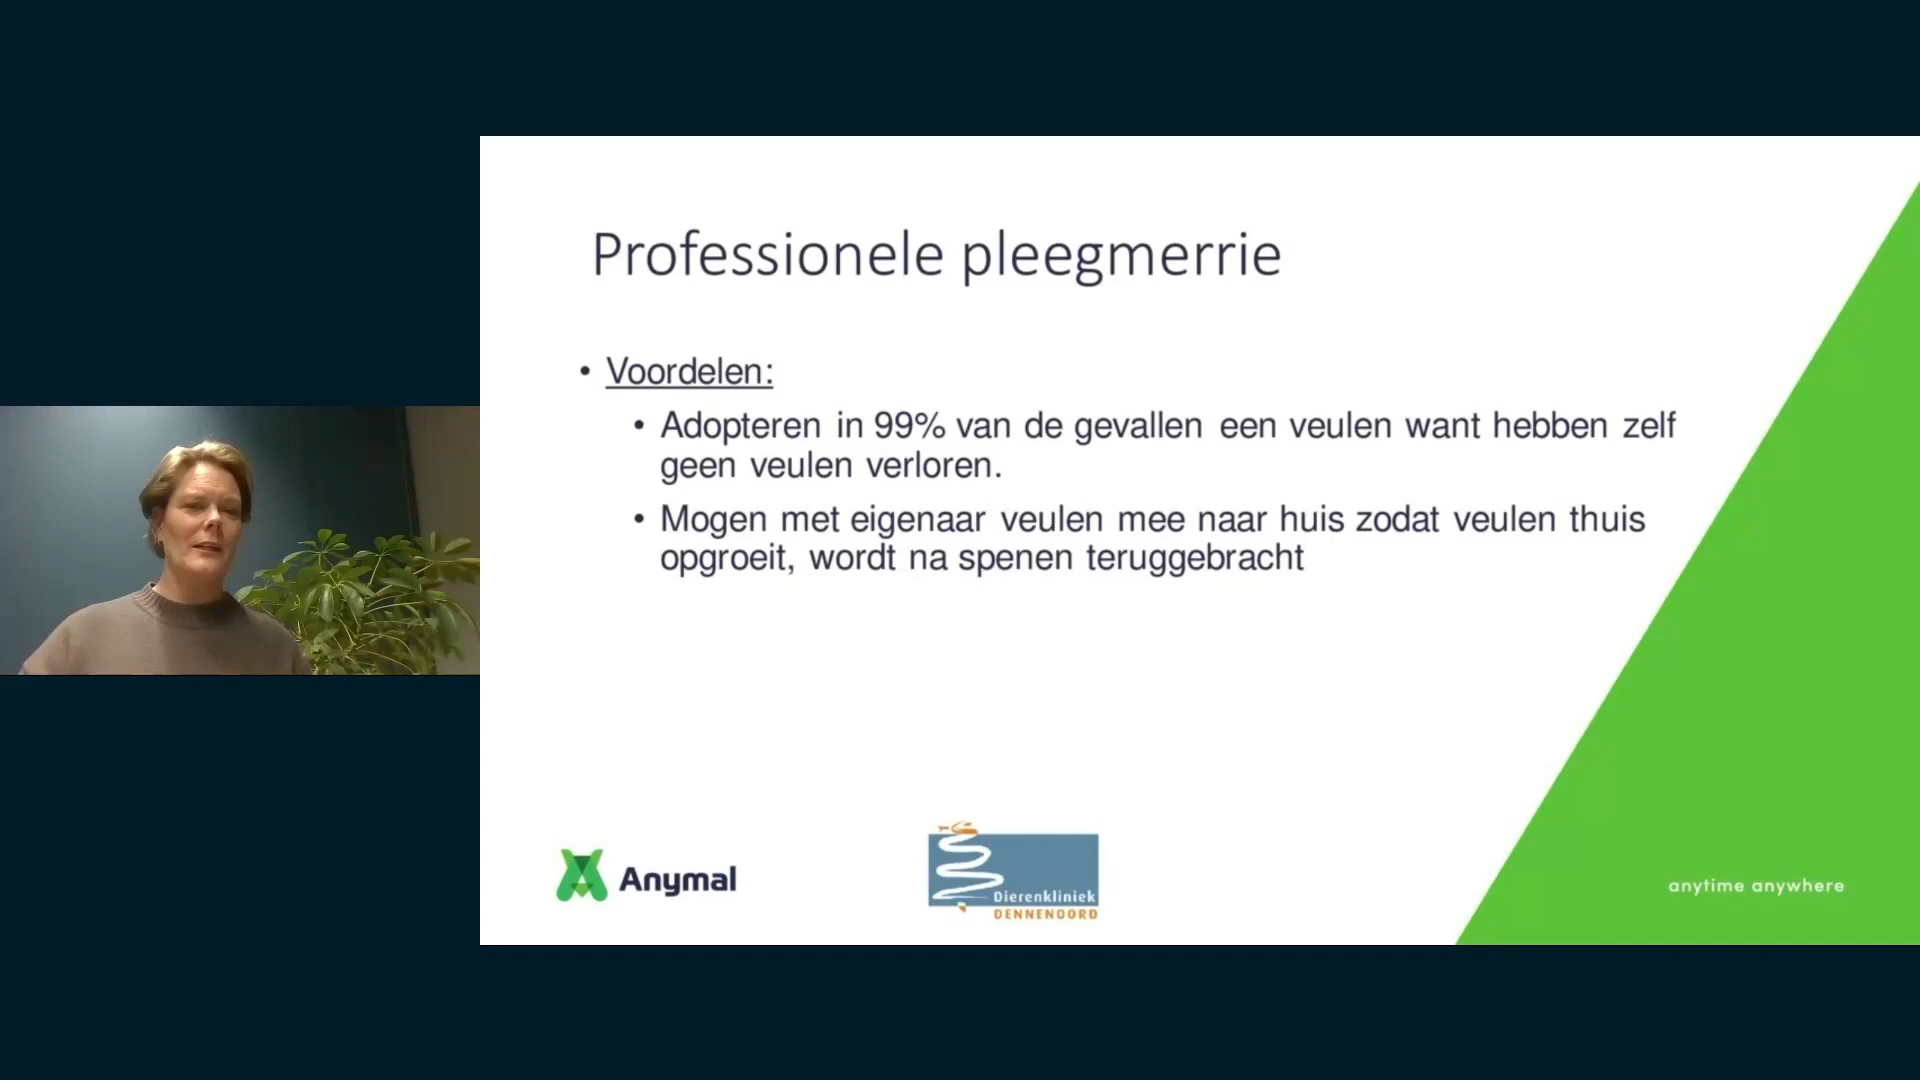 Professionele pleegmerrie
• Voordelen:
• Adopteren in 99% van de gevallen een veulen want hebben zelf
geen veulen verloren.
• Mogen met eigenaar veulen mee naar huis zodat veulen thuis
opgroeit, wordt na spenen teruggebracht
Anymal
Dierenkliniek
DENNENOORD
anytime anywhere